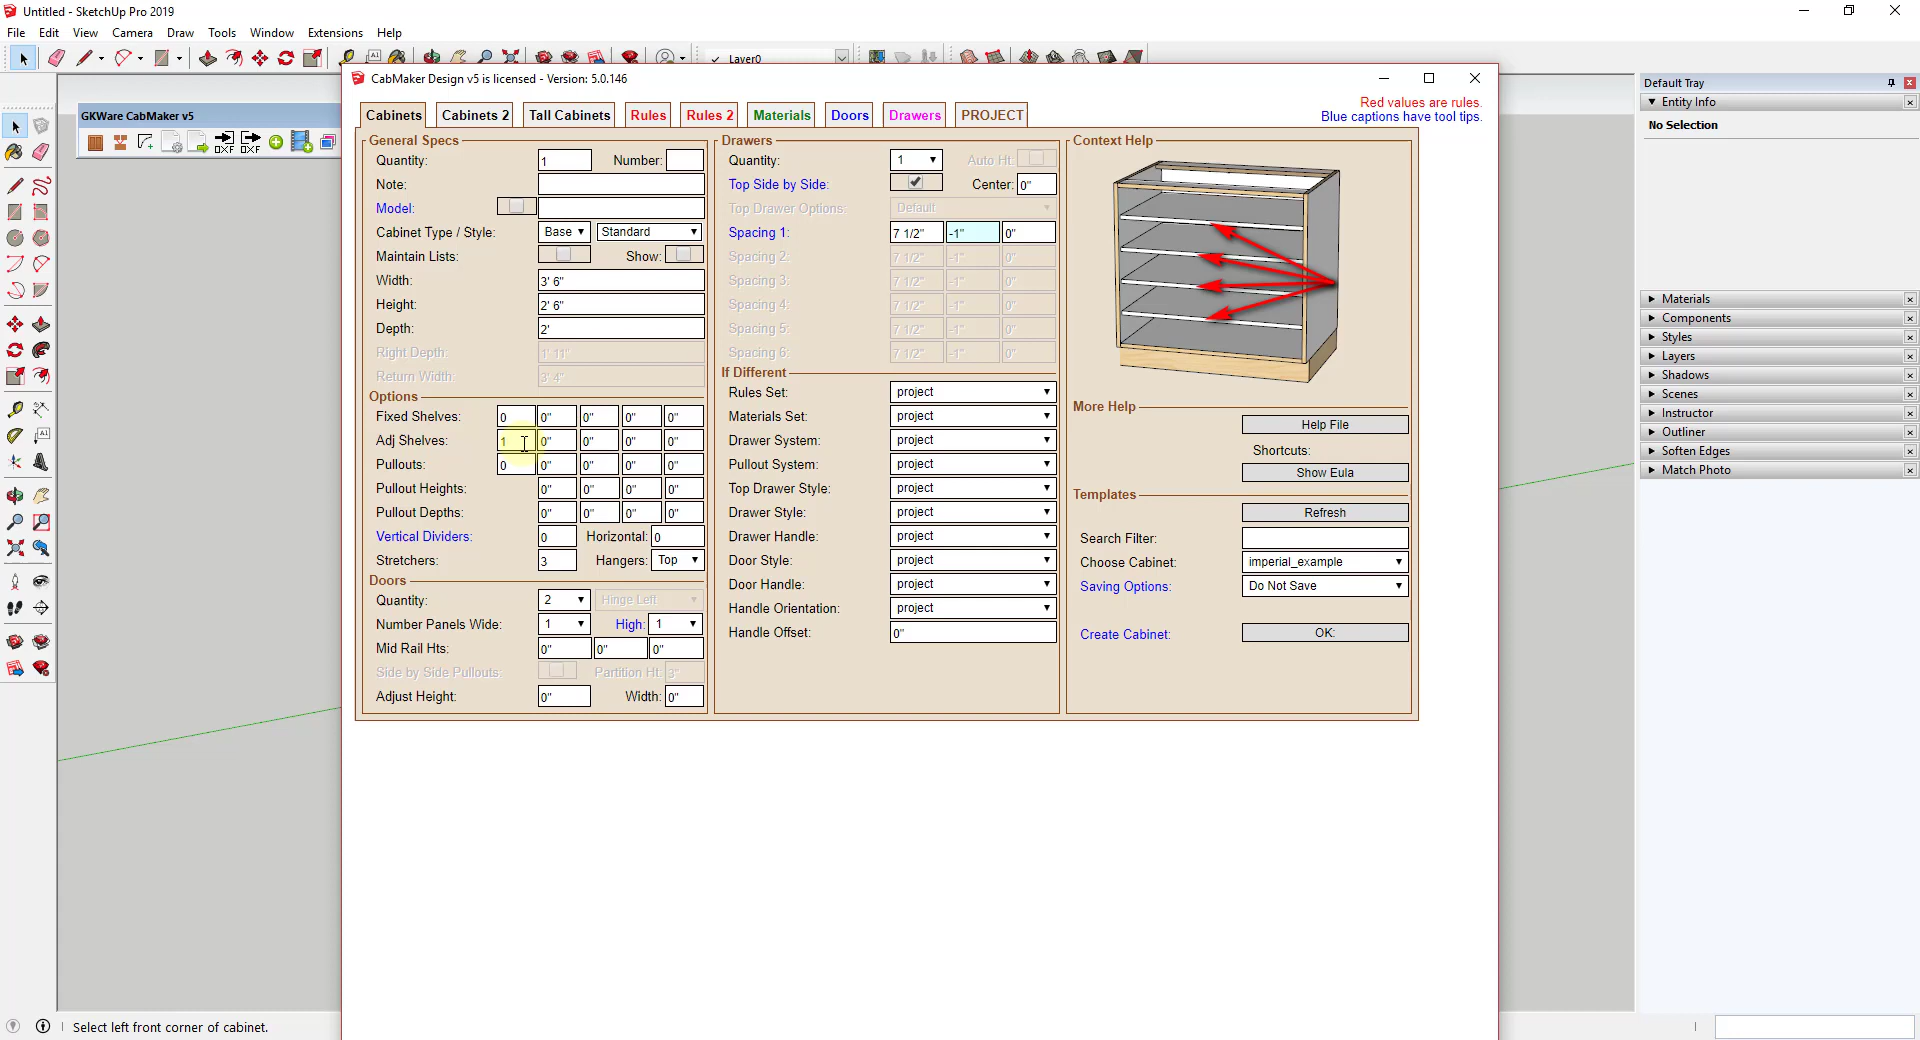 Untitled - SketchUp Pro 2019
File Edit View Camera Draw Tools Window Extensions Help
Layer0
GKWare CabMaker v5
CabMaker Design v5 is licensed - Version: 5.0.146
Cabinets Cabinets 2 Tall Cabinets Rules Rules 2 Materials Doors Drawers PROJECT
Red values are rules.
Blue captions have tool tips.
General Specs
Quantity: 1 Number:
Note:
Model:
Cabinet Type / Style: Base Standard
Maintain Lists: Show:
Width: 3' 6"
Height: 2' 6"
Depth: 2'
Right Depth: 1' 11"
Return Width: 3' 4"
Options
Fixed Shelves: 0 0" 0" 0" 0"
Adj Shelves: 1 0" 0" 0" 0"
Pullouts: 0 0" 0" 0" 0"
Pullout Heights: 0" 0" 0" 0"
Pullout Depths: 0" 0" 0" 0"
Vertical Dividers: 0 Horizontal: 0
Stretchers: 3 Hangers: Top
Doors
Quantity: 2 Hinge Left
Number Panels Wide: 1 High: 1
Mid Rail Hts: 0" 0" 0"
Side by Side Pullouts: Partition Ht: 3"
Adjust Height: 0" Width: 0"
Drawers
Quantity: 1 Auto Ht:
Top Side by Side: Center: 0"
Top Drawer Options: Default
Spacing 1: 7 1/2" -1" 0"
Spacing 2: 7 1/2" -1" 0"
Spacing 3: 7 1/2" -1" 0"
Spacing 4: 7 1/2" -1" 0"
Spacing 5: 7 1/2" -1" 0"
Spacing 6: 7 1/2" -1" 0"
If Different
Rules Set: project
Materials Set: project
Drawer System: project
Pullout System: project
Top Drawer Style: project
Drawer Style: project
Drawer Handle: project
Door Style: project
Door Handle: project
Handle Orientation: project
Handle Offset: 0"
Context Help
More Help
Help File
Shortcuts:
Show Eula
Templates
Refresh
Search Filter:
Choose Cabinet: imperial_example
Saving Options: Do Not Save
Create Cabinet: OK:
Default Tray
Entity Info
No Selection
Materials
Components
Styles
Layers
Shadows
Scenes
Instructor
Outliner
Soften Edges
Match Photo
Select left front corner of cabinet.